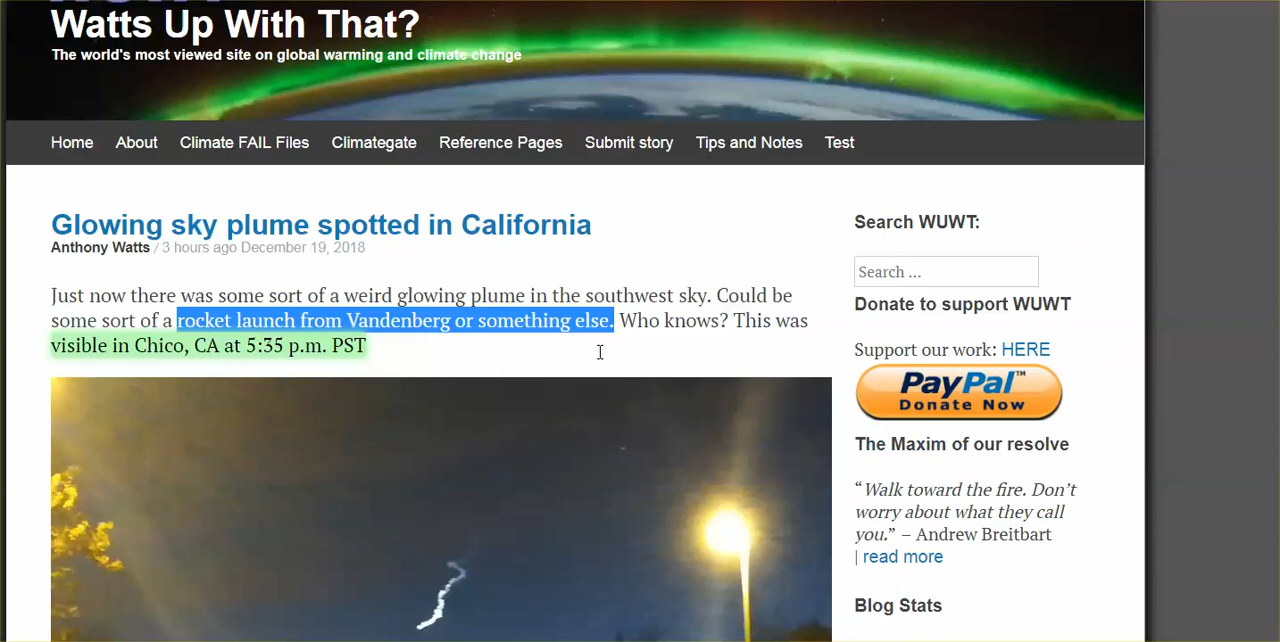 Watts Up With That?
The world's most viewed site on global warming and climate change
Home About Climate FAIL Files Climategate Reference Pages Submit story Tips and Notes Test
Glowing sky plume spotted in California
Anthony Watts / 3 hours ago December 19, 2018
Just now there was some sort of a weird glowing plume in the southwest sky. Could be
some sort of a rocket launch from Vandenberg or something else. Who knows? This was
visible in Chico, CA at 5:35 p.m. PST
Search WUWT:
Search ...
Donate to support WUWT
Support our work: HERE
PayPal™
Donate Now
The Maxim of our resolve
“Walk toward the fire. Don’t
worry about what they call
you.” – Andrew Breitbart
| read more
Blog Stats